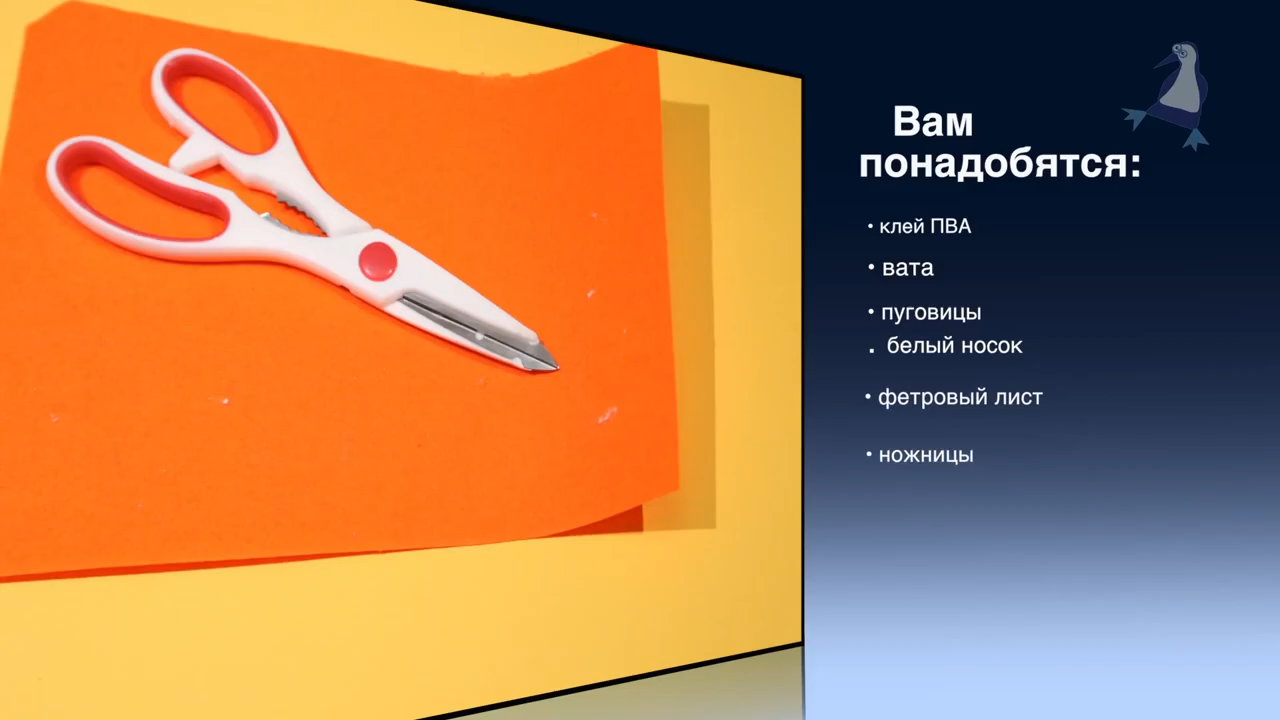 Вам
понадобятся:
• клей ПВА
• вата
• пуговицы
. белый носок
• фетровый лист
• ножницы